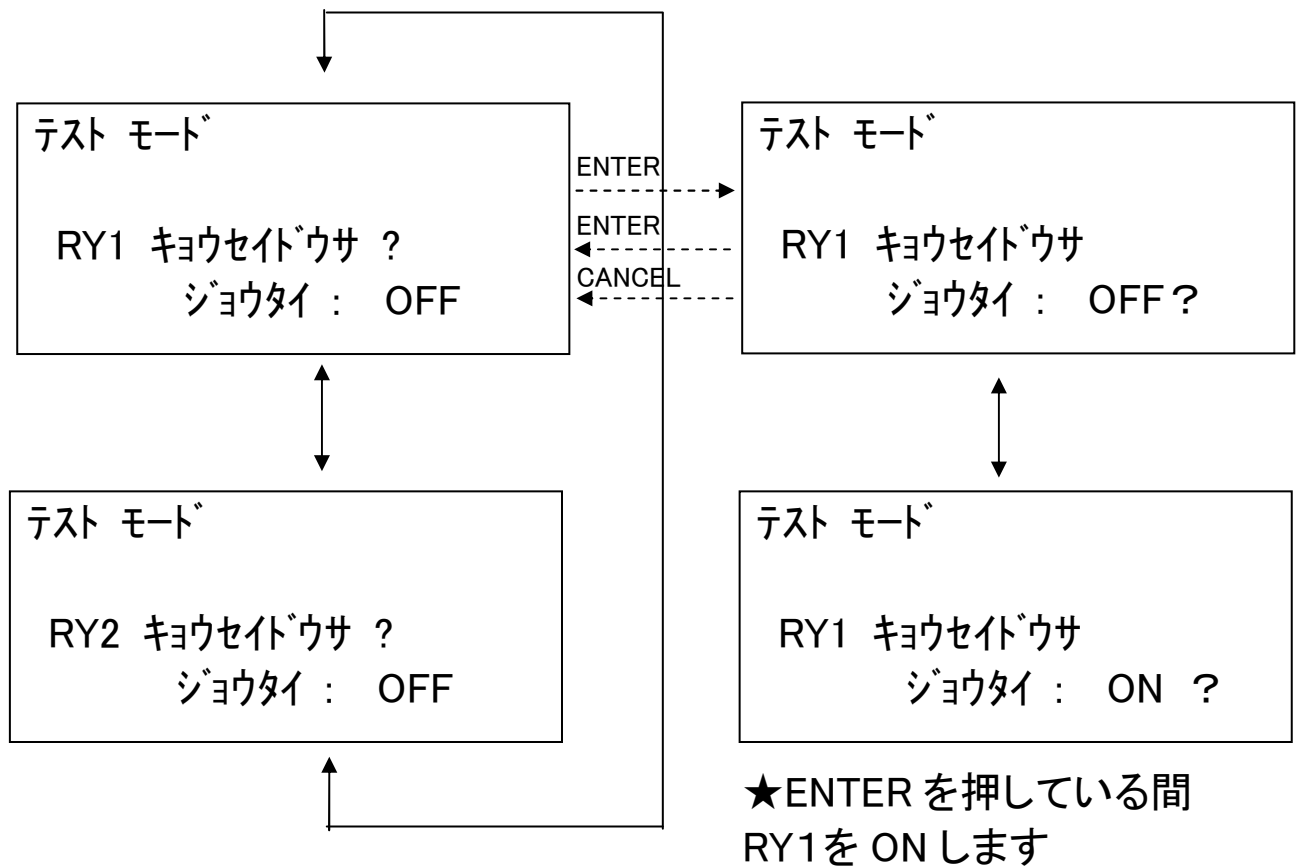 テスト モード
RY1 キョウセイドウサ ?
ジョウタイ : OFF
ENTER
ENTER
CANCEL
テスト モード
RY1 キョウセイドウサ
ジョウタイ : OFF?
テスト モード
RY2 キョウセイドウサ ?
ジョウタイ : OFF
テスト モード
RY1 キョウセイドウサ
ジョウタイ : ON ?
★ENTER を押している間
RY1を ON します